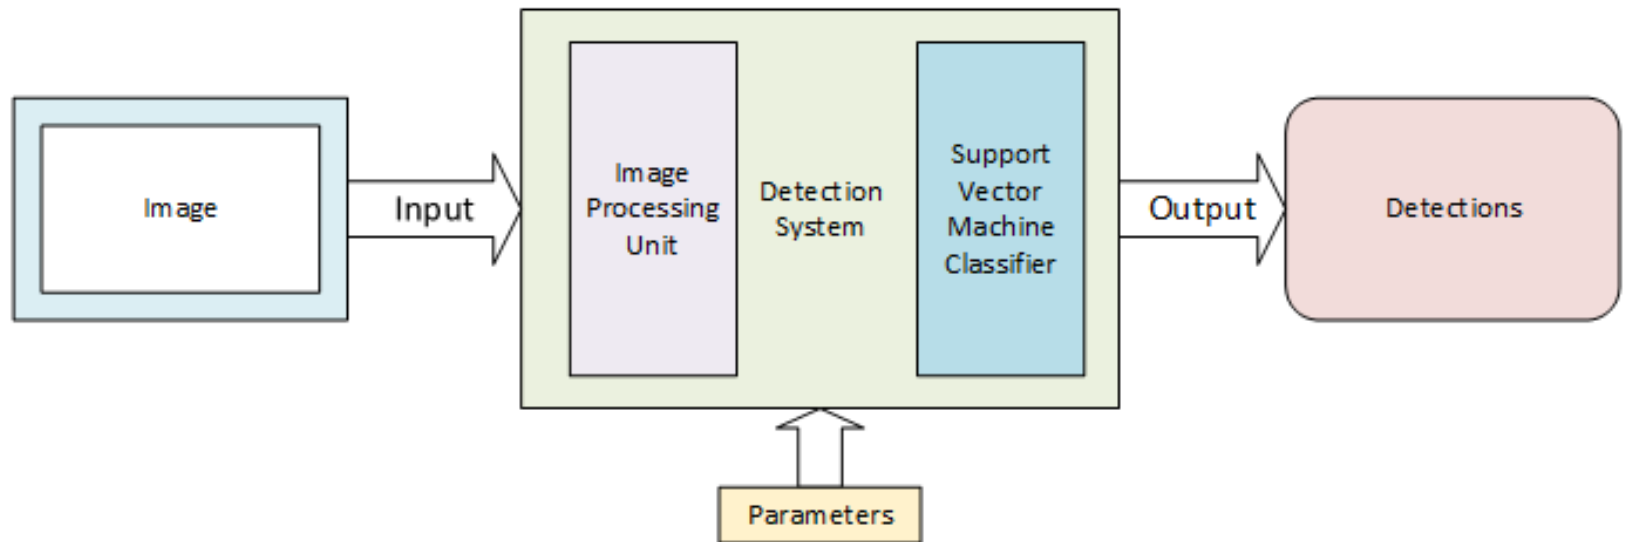 Image
Input
Image
Processing
Unit
Detection
System
Support
Vector
Machine
Classifier
Output
Detections
Parameters